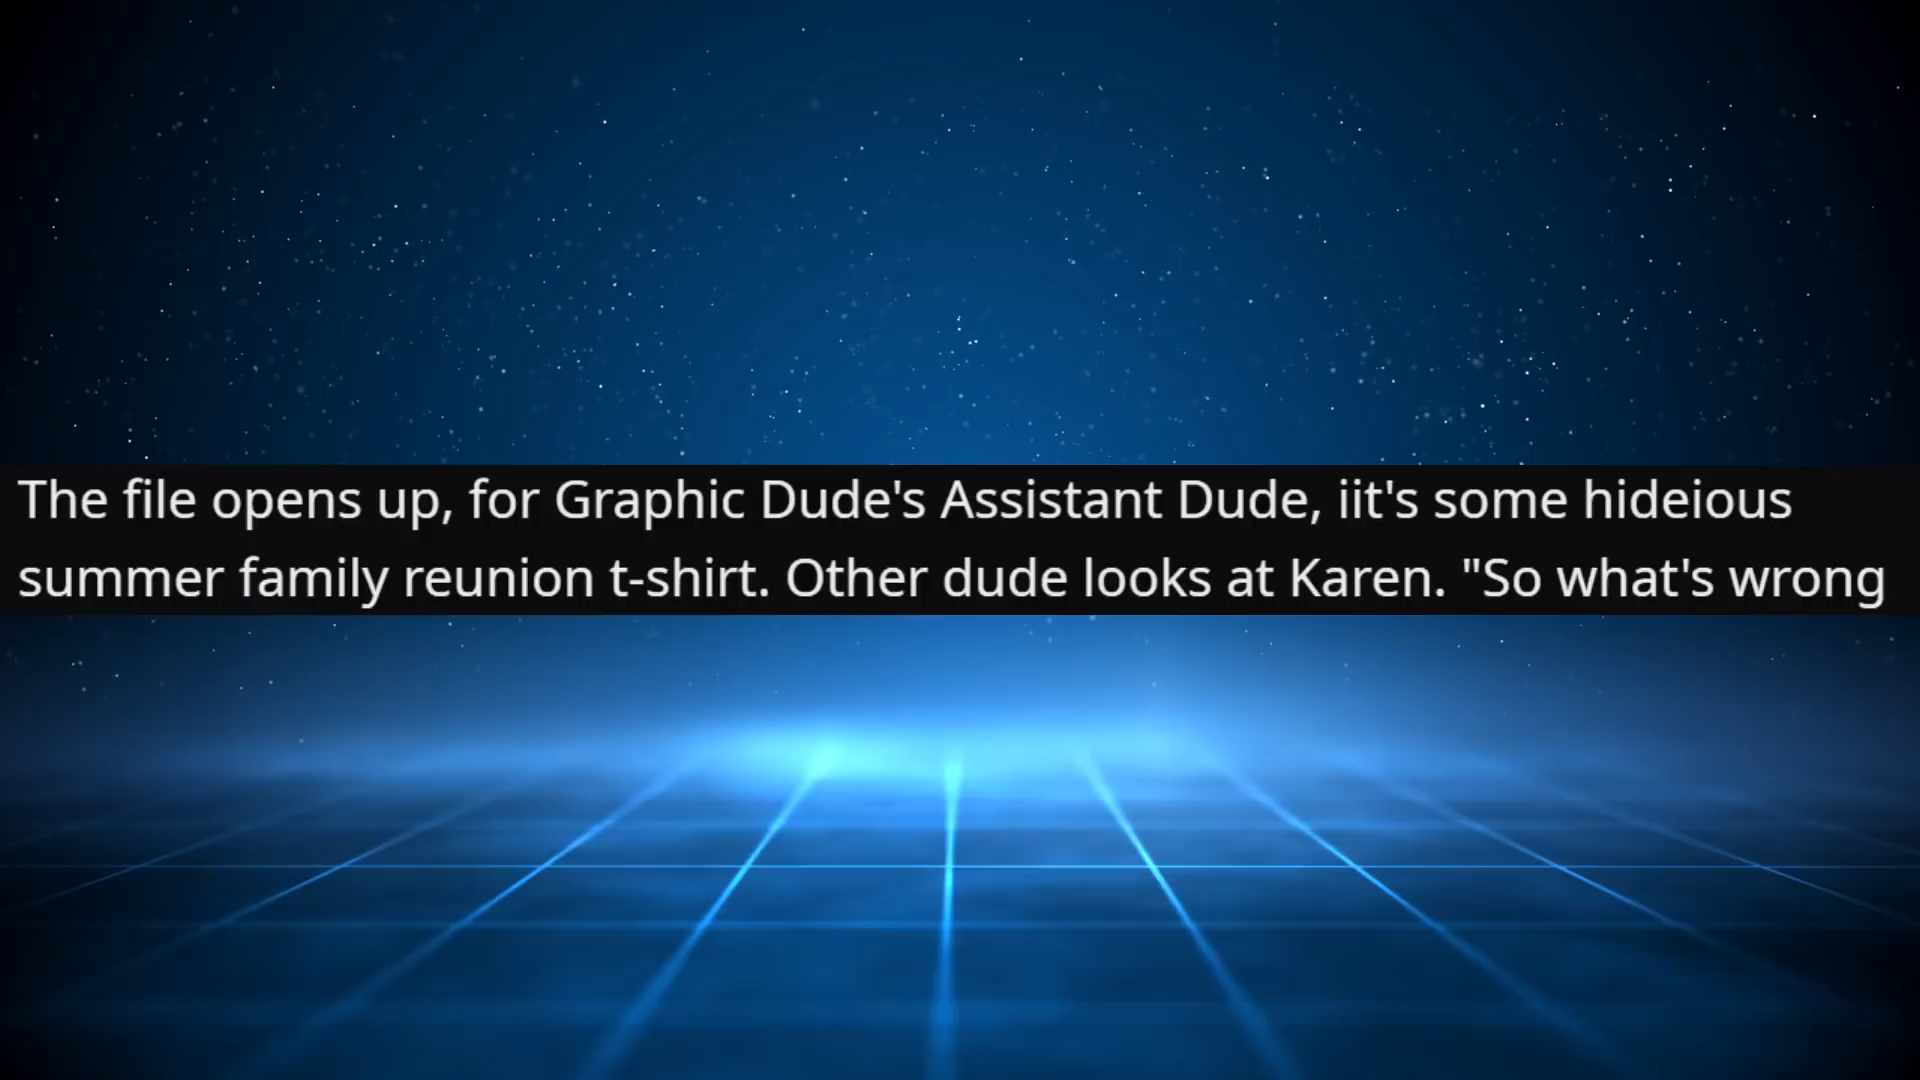 The file opens up, for Graphic Dude's Assistant Dude, iit's some hideious
summer family reunion t-shirt. Other dude looks at Karen. "So what's wrong